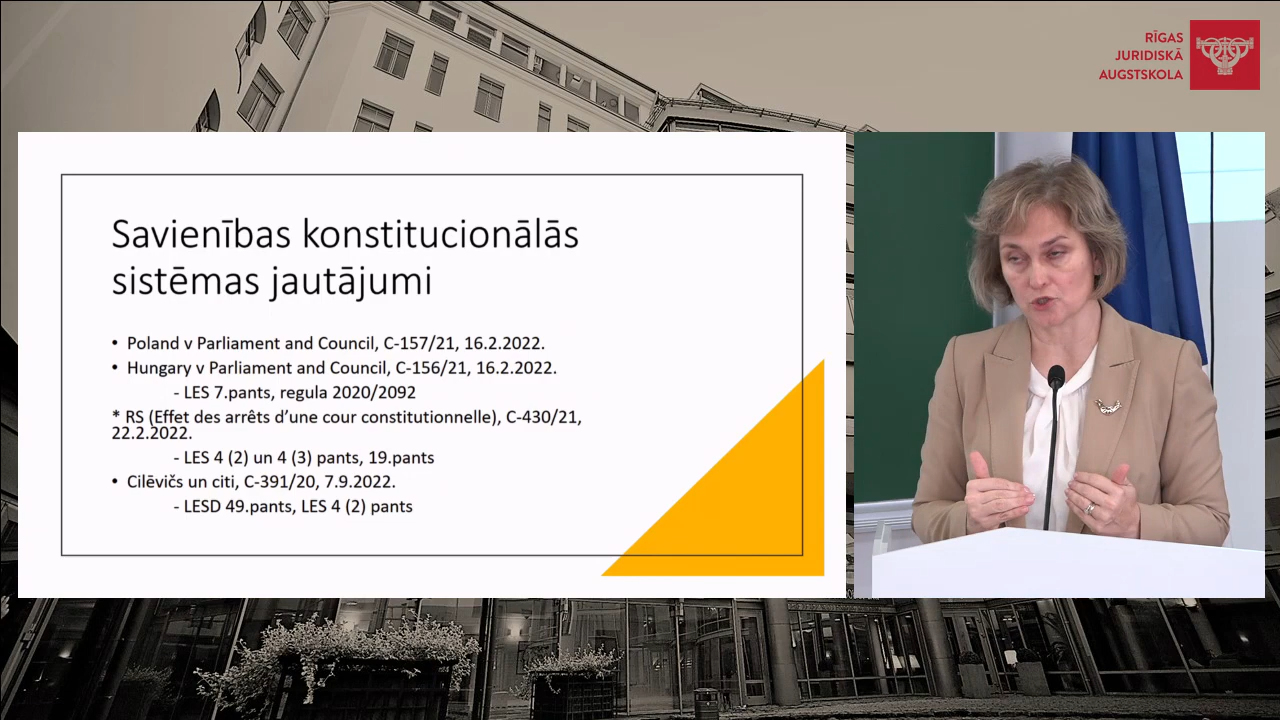 RĪGAS
JURIDISKĀ
AUGSTSKOLA
Savienības konstitucionālās
sistēmas jautājumi
• Poland v Parliament and Council, C-157/21, 16.2.2022.
• Hungary v Parliament and Council, C-156/21, 16.2.2022.
- LES 7.pants, regula 2020/2092
* RS (Effet des arrêts d’une cour constitutionnelle), C-430/21,
22.2.2022.
- LES 4 (2) un 4 (3) pants, 19.pants
• Cilēvičs un citi, C-391/20, 7.9.2022.
- LESD 49.pants, LES 4 (2) pants